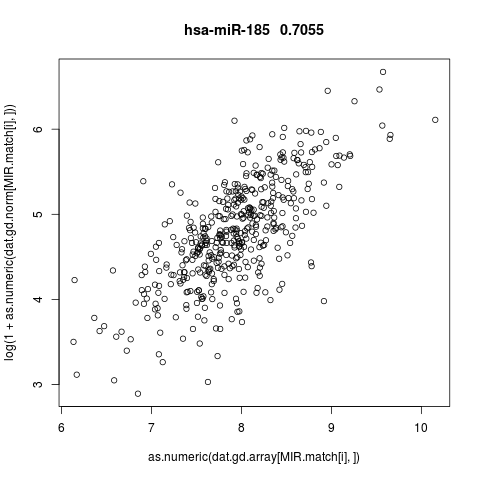 hsa-miR-185 0.7055
log(1 + as.numeric(dat.gd.norm[MIR.match[i], ]))
6
5
4
3
6 7 8 9 10
as.numeric(dat.gd.array[MIR.match[i], ])